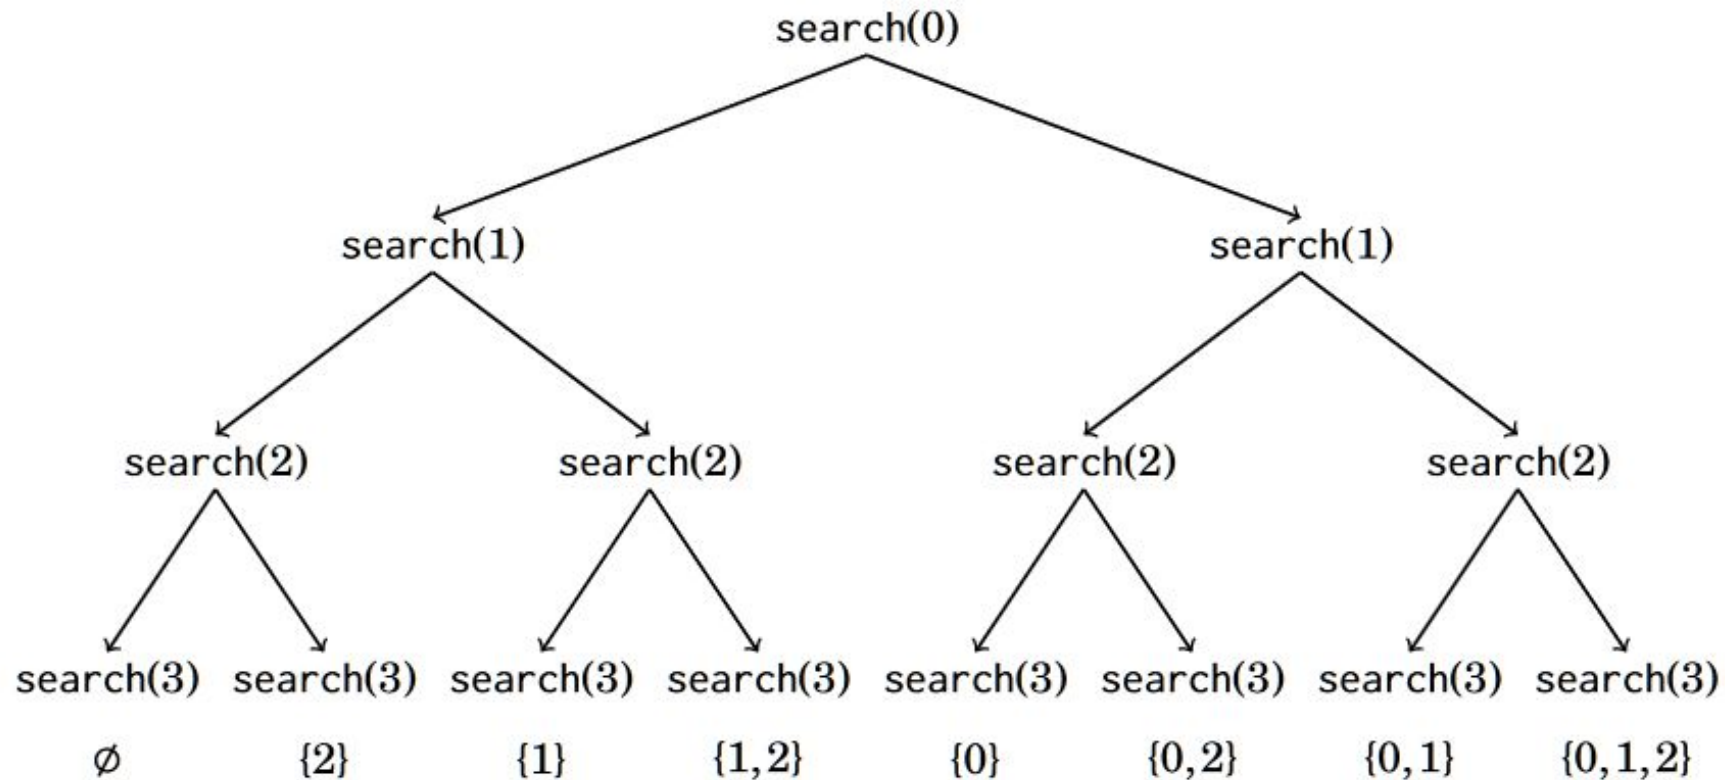 search(0)
search(1) search(1)
search(2) search(2) search(2) search(2)
search(3) search(3) search(3) search(3) search(3) search(3) search(3) search(3)
∅ {2} {1} {1,2} {0} {0,2} {0,1} {0,1,2}